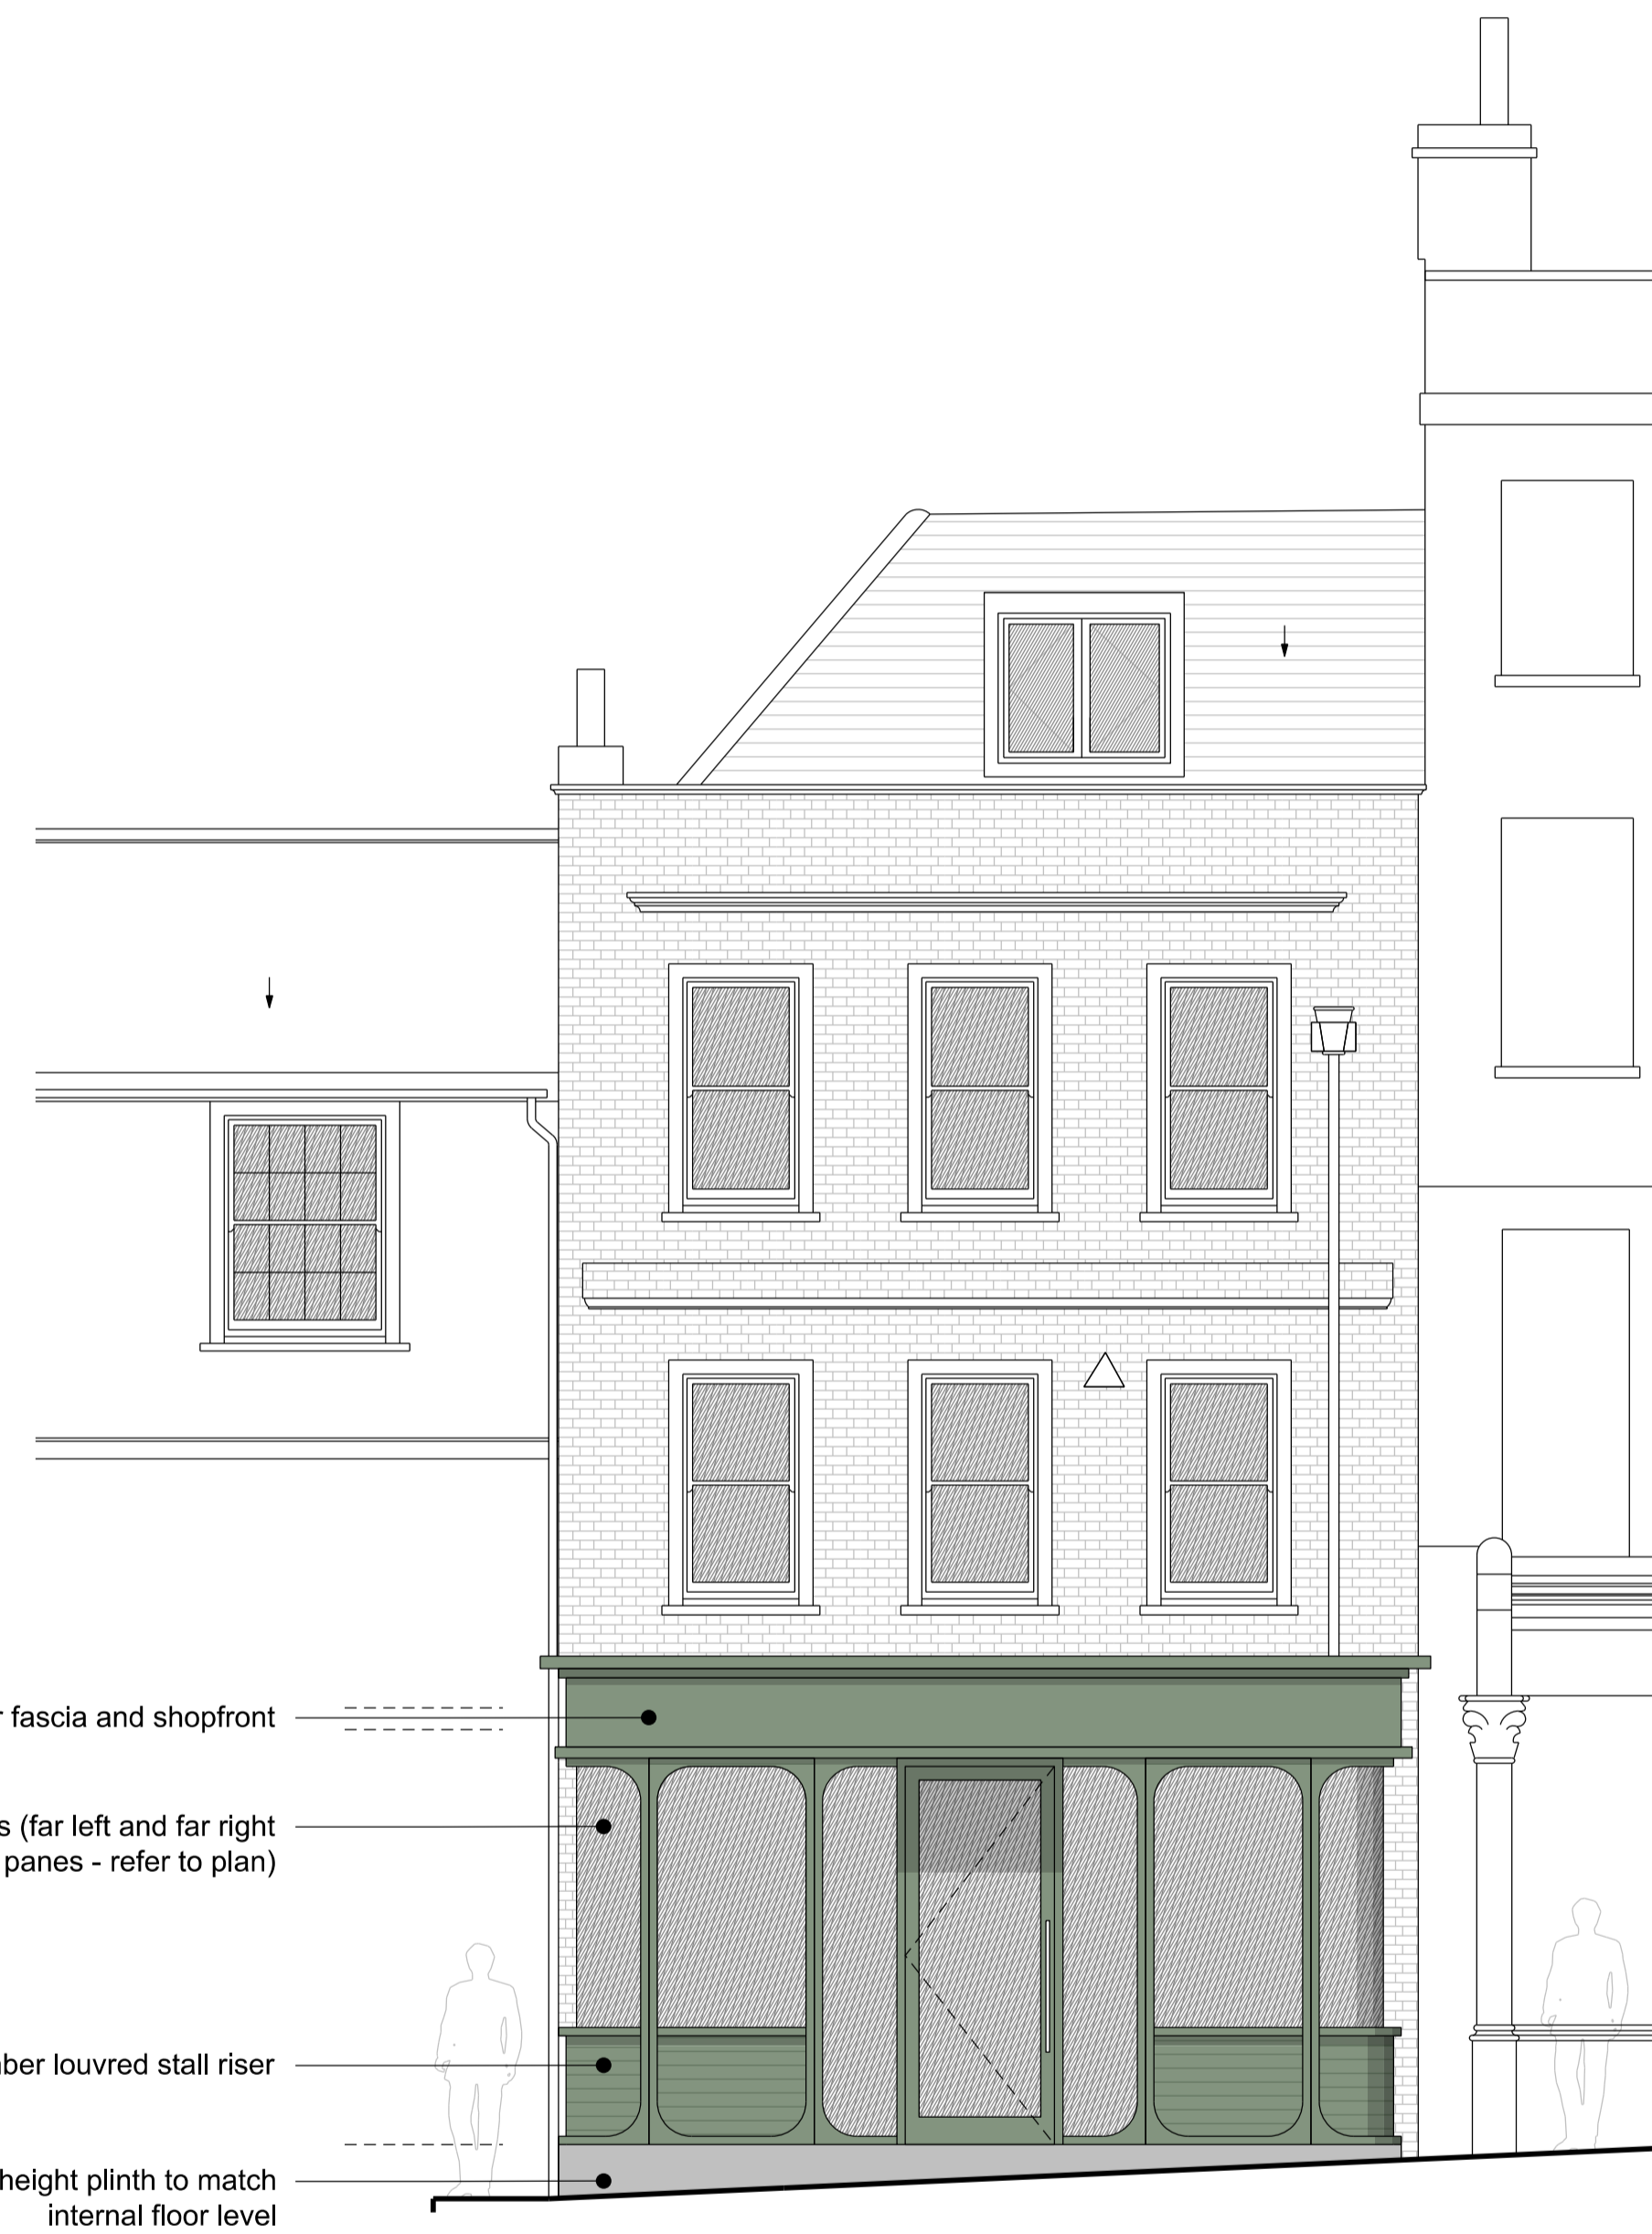 fascia and shopfront
(far left and far right
panes - refer to plan)
louvred stall riser
height plinth to match
internal floor level